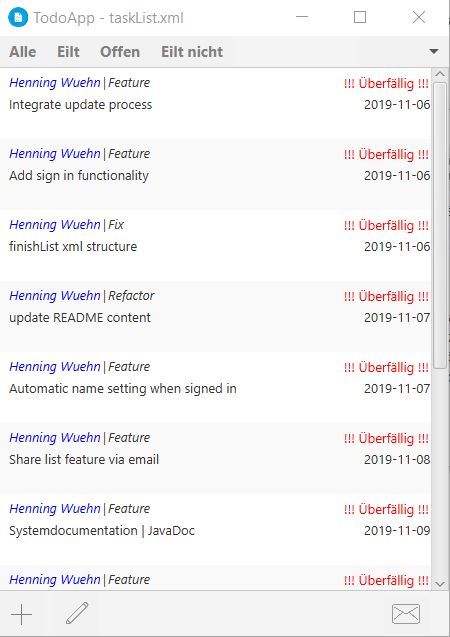 TodoApp - taskList.xml
Alle Eilt Offen Eilt nicht
Henning Wuehn | Feature !!! Überfällig !!!
Integrate update process 2019-11-06
Henning Wuehn | Feature !!! Überfällig !!!
Add sign in functionality 2019-11-06
Henning Wuehn | Fix !!! Überfällig !!!
finishList xml structure 2019-11-06
Henning Wuehn | Refactor !!! Überfällig !!!
update README content 2019-11-07
Henning Wuehn | Feature !!! Überfällig !!!
Automatic name setting when signed in 2019-11-07
Henning Wuehn | Feature !!! Überfällig !!!
Share list feature via email 2019-11-08
Henning Wuehn | Feature !!! Überfällig !!!
Systemdocumentation | JavaDoc 2019-11-09
Henning Wuehn | Feature !!! Überfällig !!!